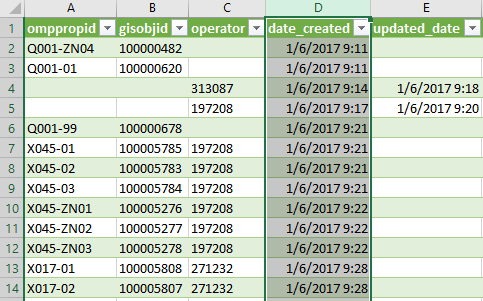 A B C D E
1 omppropid gisobjid operator date_created updated_date
2 Q001-ZN04 100000482 1/6/2017 9:11
3 Q001-01 100000620 1/6/2017 9:11
4 313087 1/6/2017 9:14 1/6/2017 9:18
5 197208 1/6/2017 9:17 1/6/2017 9:20
6 Q001-99 100000678 1/6/2017 9:21
7 X045-01 100005785 197208 1/6/2017 9:21
8 X045-02 100005783 197208 1/6/2017 9:21
9 X045-03 100005784 197208 1/6/2017 9:21
10 X045-ZN01 100005276 197208 1/6/2017 9:22
11 X045-ZN02 100005277 197208 1/6/2017 9:22
12 X045-ZN03 100005278 197208 1/6/2017 9:22
13 X017-01 100005808 271232 1/6/2017 9:28
14 X017-02 100005807 271232 1/6/2017 9:28